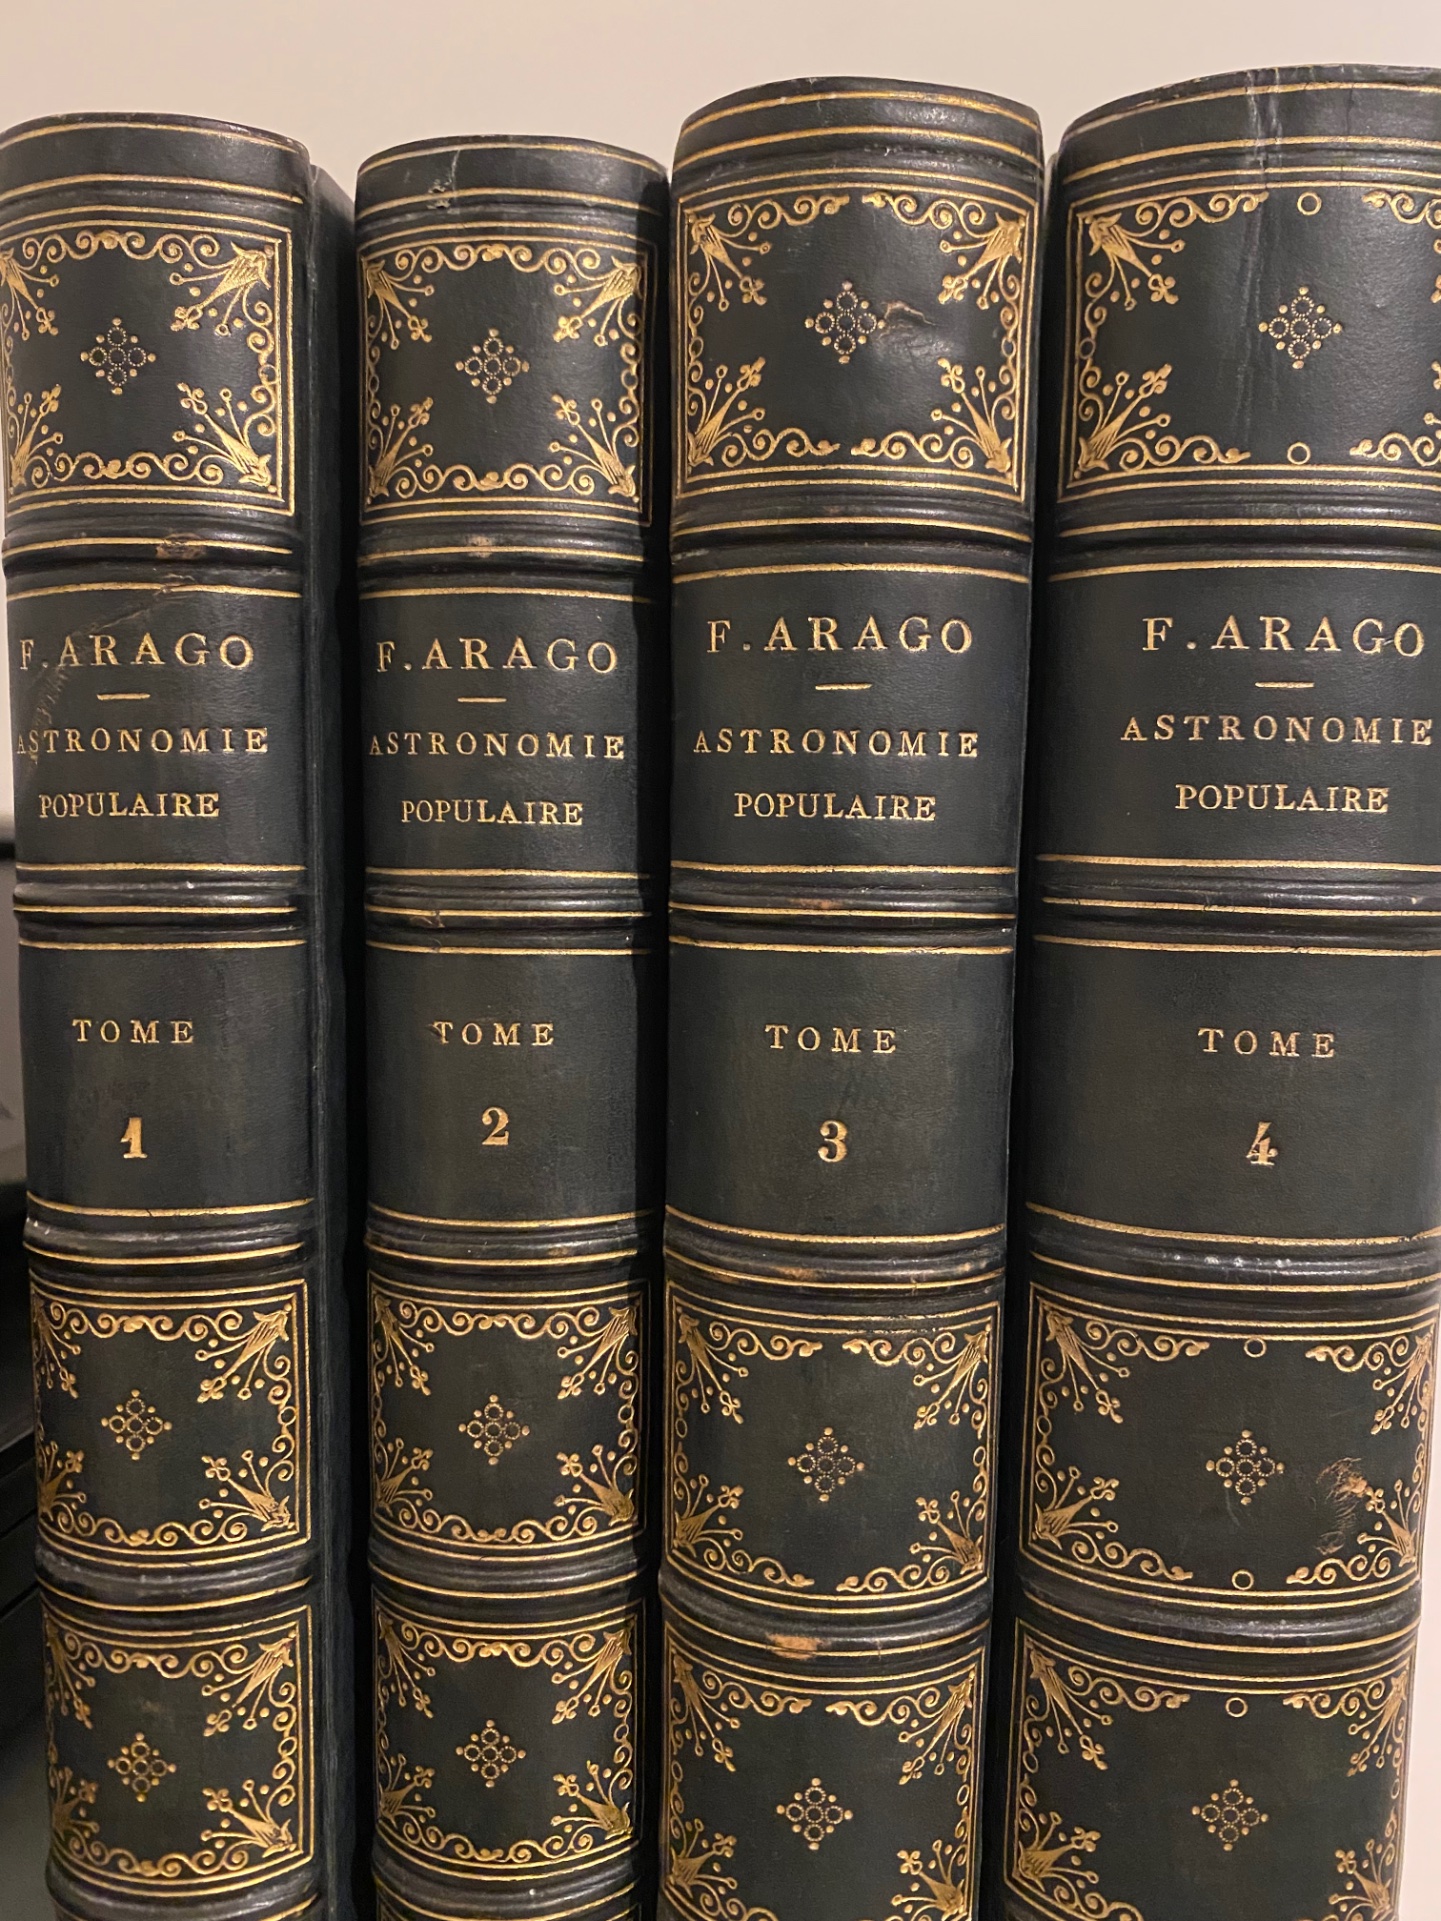 F. ARAGO
ASTRONOMIE
POPULAIRE
TOME
1
F. ARAGO
ASTRONOMIE
POPULAIRE
TOME
2
F. ARAGO
ASTRONOMIE
POPULAIRE
TOME
3
F. ARAGO
ASTRONOMIE
POPULAIRE
TOME
4